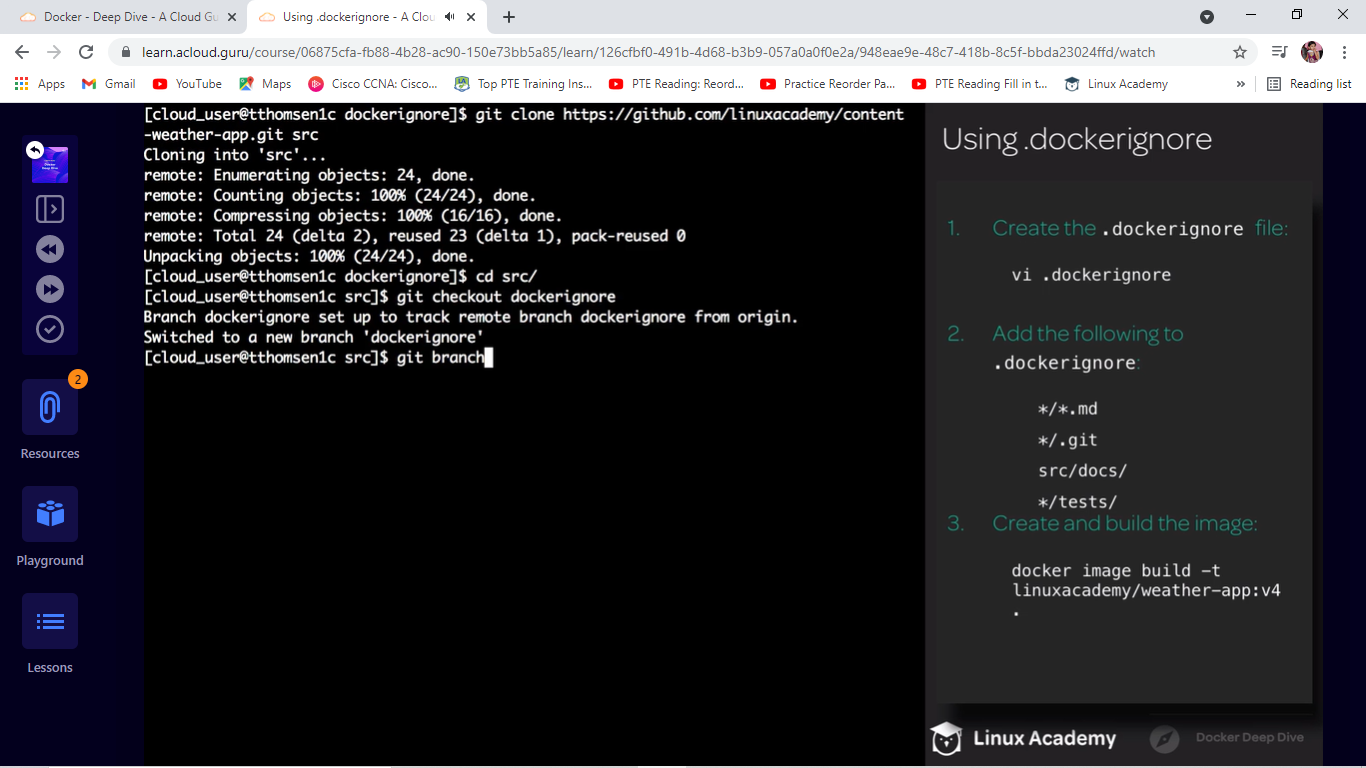 Docker - Deep Dive - A Cloud Gu
Using .dockerignore - A Clou
learn.acloud.guru/course/06875cfa-fb88-4b28-ac90-150e73bb5a85/learn/126cfbf0-491b-4d68-b3b9-057a0a0f0e2a/948eae9e-48c7-418b-8c5f-bbda23024ffd/watch
Apps
Gmail
YouTube
Maps
Cisco CCNA: Cisco...
Top PTE Training Ins...
PTE Reading: Reord...
Practice Reorder Pa...
PTE Reading Fill in t...
Linux Academy
Reading list
2
Resources
Playground
Lessons
[cloud_user@tthomsen1c dockerignore]$ git clone https://github.com/linuxacademy/content
-weather-app.git src
Cloning into 'src'...
remote: Enumerating objects: 24, done.
remote: Counting objects: 100% (24/24), done.
remote: Compressing objects: 100% (16/16), done.
remote: Total 24 (delta 2), reused 23 (delta 1), pack-reused 0
Unpacking objects: 100% (24/24), done.
[cloud_user@tthomsen1c dockerignore]$ cd src/
[cloud_user@tthomsen1c src]$ git checkout dockerignore
Branch dockerignore set up to track remote branch dockerignore from origin.
Switched to a new branch 'dockerignore'
[cloud_user@tthomsen1c src]$ git branch
Using .dockerignore
1. Create the .dockerignore file:
vi .dockerignore
2. Add the following to
.dockerignore:
*/*.md
*/.git
src/docs/
*/tests/
3. Create and build the image:
docker image build -t
linuxacademy/weather-app:v4
.
Linux Academy
Docker Deep Dive